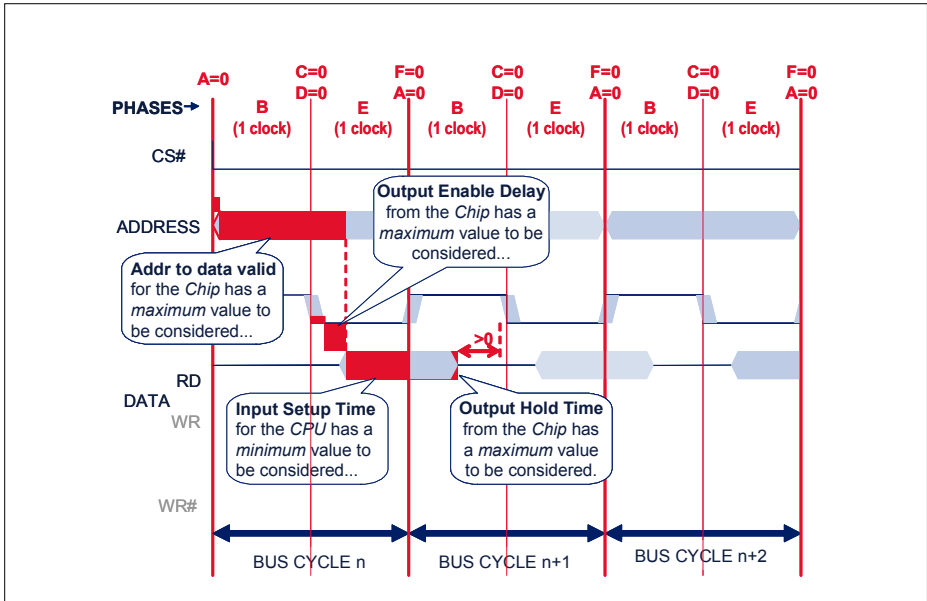 A=0
C=0
D=0
F=0
A=0
C=0
D=0
F=0
A=0
C=0
D=0
F=0
A=0
PHASES
B
(1 clock)
E
(1 clock)
B
(1 clock)
E
(1 clock)
B
(1 clock)
E
(1 clock)
CS#
Output Enable Delay
from the Chip has a
maximum value to be
considered...
ADDRESS
Addr to data valid
for the Chip has a
maximum value to
be considered...
>0
RD
DATA
WR
Input Setup Time
for the CPU has a
minimum value to
be considered...
Output Hold Time
from the Chip has
a maximum value
to be considered.
WR#
BUS CYCLE n
BUS CYCLE n+1
BUS CYCLE n+2